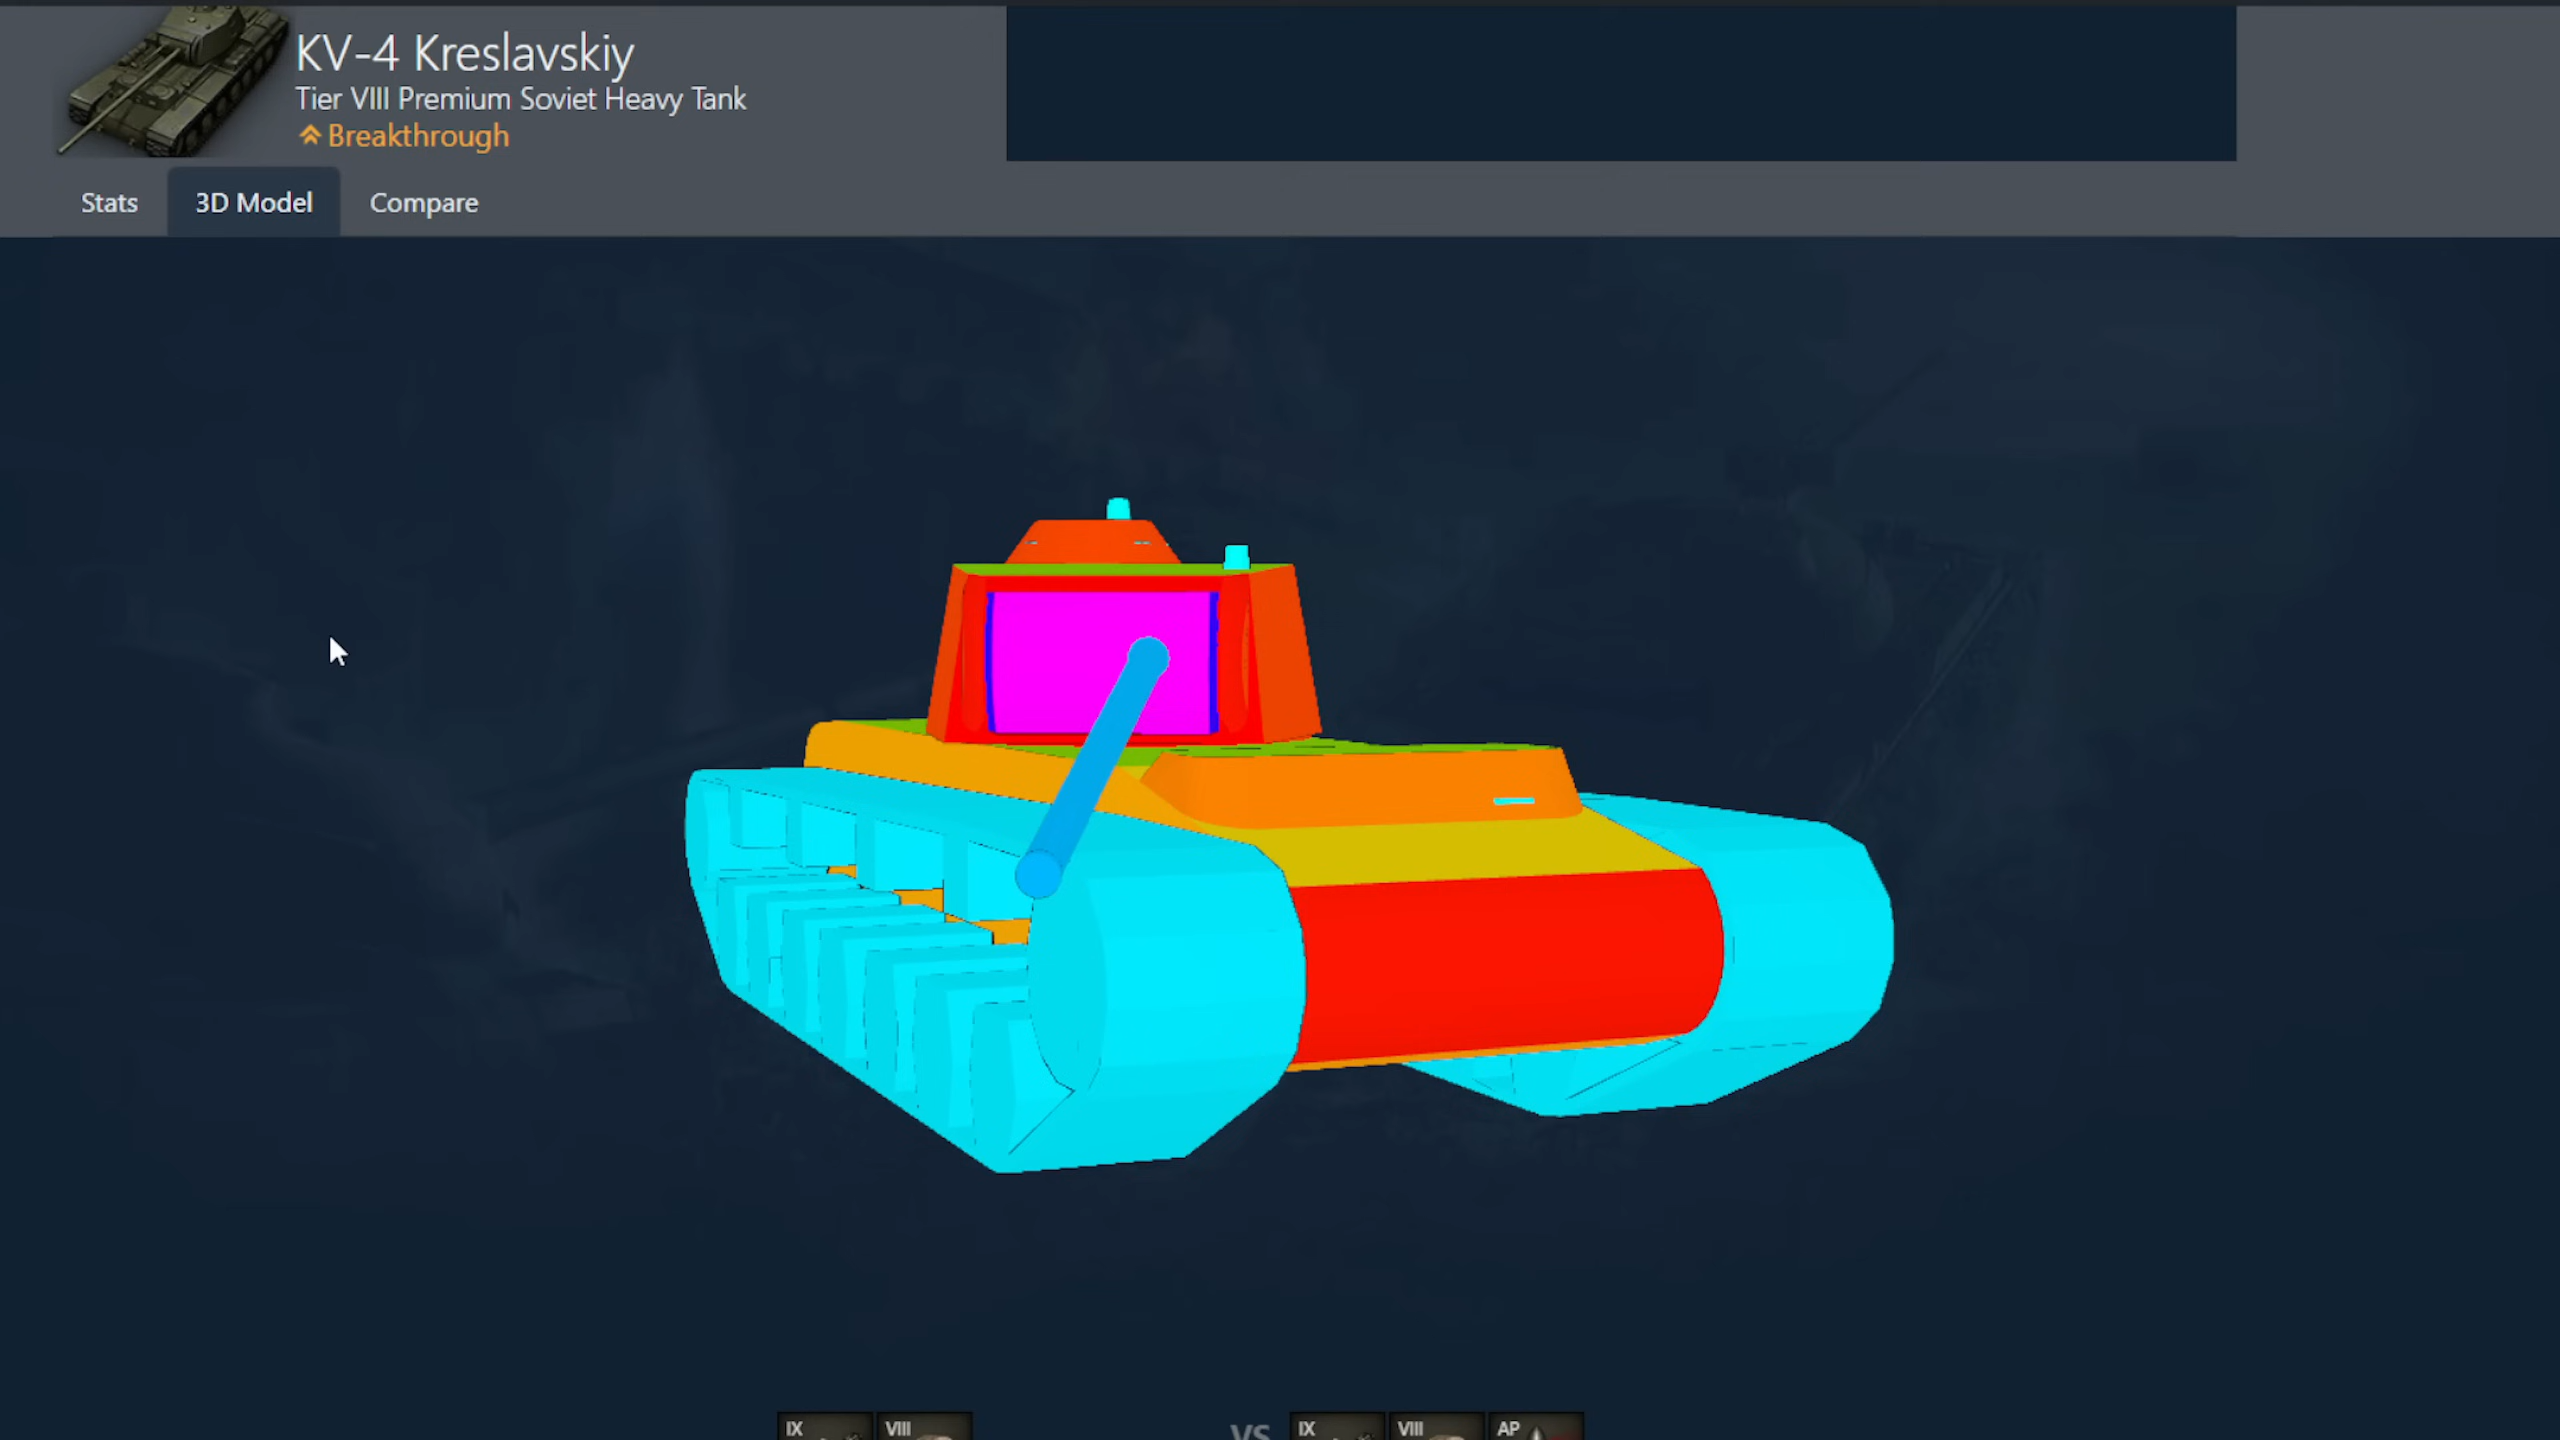 KV-4 Kreslavskiy
Tier VIII Premium Soviet Heavy Tank
Breakthrough
Stats 3D Model Compare
IX VIII VS IX VIII AP